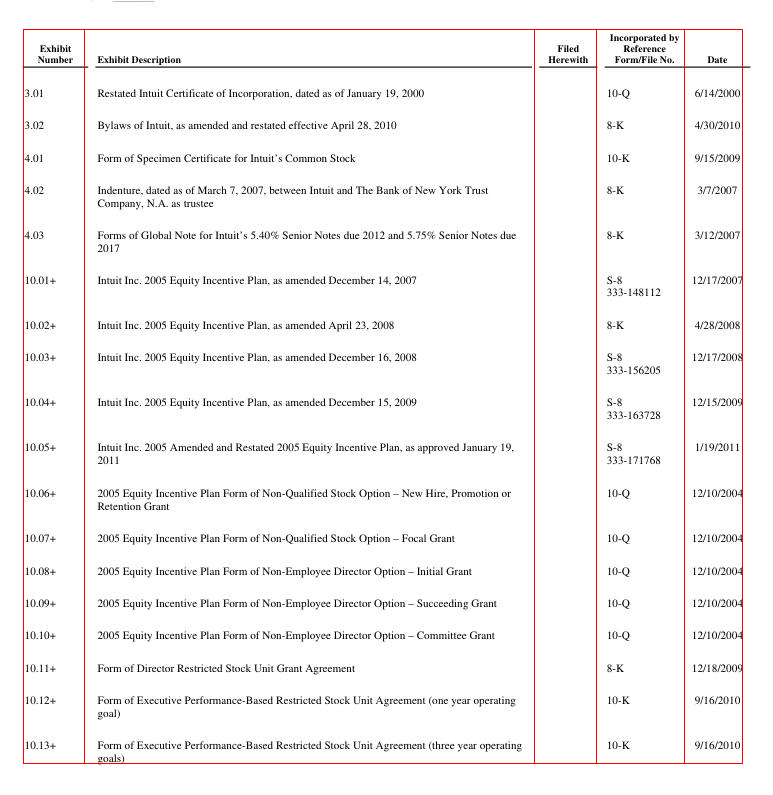 Exhibit Number Exhibit Description Filed Herewith Incorporated by Reference Form/File No. Date
3.01 Restated Intuit Certificate of Incorporation, dated as of January 19, 2000 10-Q 6/14/2000
3.02 Bylaws of Intuit, as amended and restated effective April 28, 2010 8-K 4/30/2010
4.01 Form of Specimen Certificate for Intuit’s Common Stock 10-K 9/15/2009
4.02 Indenture, dated as of March 7, 2007, between Intuit and The Bank of New York Trust 8-K 3/7/2007
Company, N.A. as trustee
4.03 Forms of Global Note for Intuit’s 5.40% Senior Notes due 2012 and 5.75% Senior Notes due 8-K 3/12/2007
2017
10.01+ Intuit Inc. 2005 Equity Incentive Plan, as amended December 14, 2007 S-8 12/17/2007
333-148112
10.02+ Intuit Inc. 2005 Equity Incentive Plan, as amended April 23, 2008 8-K 4/28/2008
10.03+ Intuit Inc. 2005 Equity Incentive Plan, as amended December 16, 2008 S-8 12/17/2008
333-156205
10.04+ Intuit Inc. 2005 Equity Incentive Plan, as amended December 15, 2009 S-8 12/15/2009
333-163728
10.05+ Intuit Inc. 2005 Amended and Restated 2005 Equity Incentive Plan, as approved January 19, S-8 1/19/2011
2011 333-171768
10.06+ 2005 Equity Incentive Plan Form of Non-Qualified Stock Option – New Hire, Promotion or 10-Q 12/10/2004
Retention Grant
10.07+ 2005 Equity Incentive Plan Form of Non-Qualified Stock Option – Focal Grant 10-Q 12/10/2004
10.08+ 2005 Equity Incentive Plan Form of Non-Employee Director Option – Initial Grant 10-Q 12/10/2004
10.09+ 2005 Equity Incentive Plan Form of Non-Employee Director Option – Succeeding Grant 10-Q 12/10/2004
10.10+ 2005 Equity Incentive Plan Form of Non-Employee Director Option – Committee Grant 10-Q 12/10/2004
10.11+ Form of Director Restricted Stock Unit Grant Agreement 8-K 12/18/2009
10.12+ Form of Executive Performance-Based Restricted Stock Unit Agreement (one year operating 10-K 9/16/2010
goal)
10.13+ Form of Executive Performance-Based Restricted Stock Unit Agreement (three year operating 10-K 9/16/2010
goals)